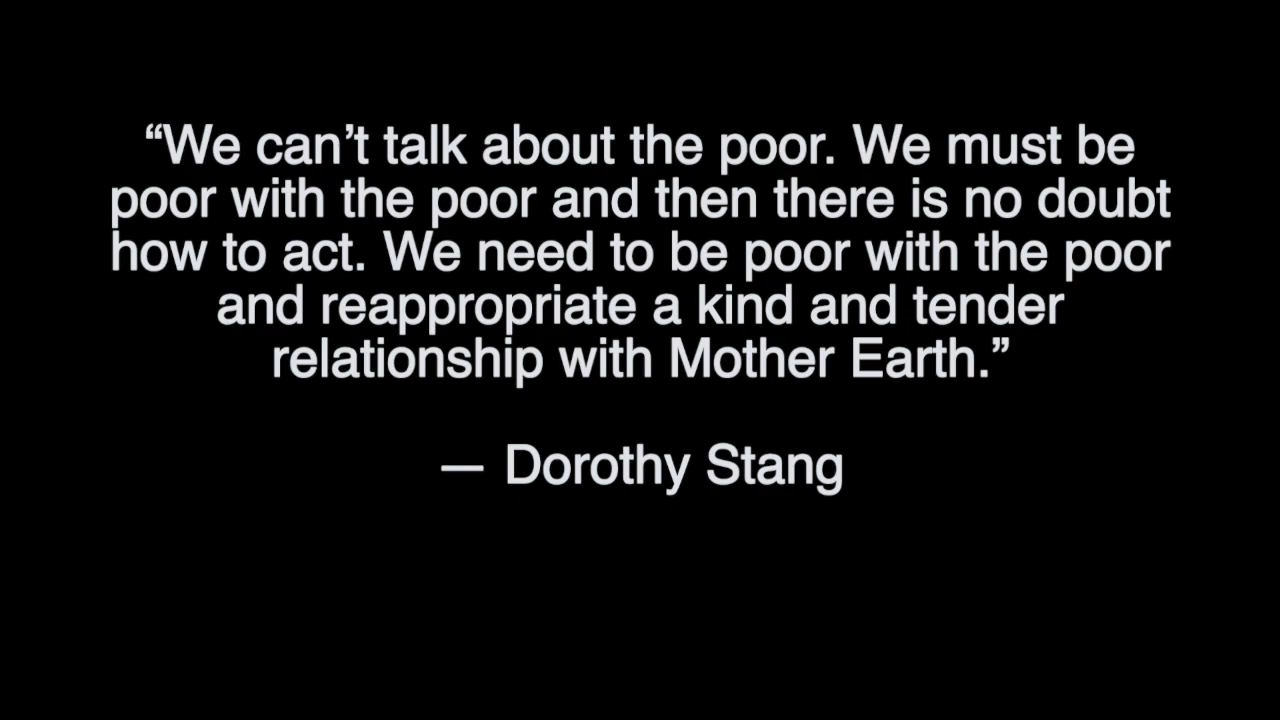 “We can’t talk about the poor. We must be
poor with the poor and then there is no doubt
how to act. We need to be poor with the poor
and reappropriate a kind and tender
relationship with Mother Earth.”
— Dorothy Stang